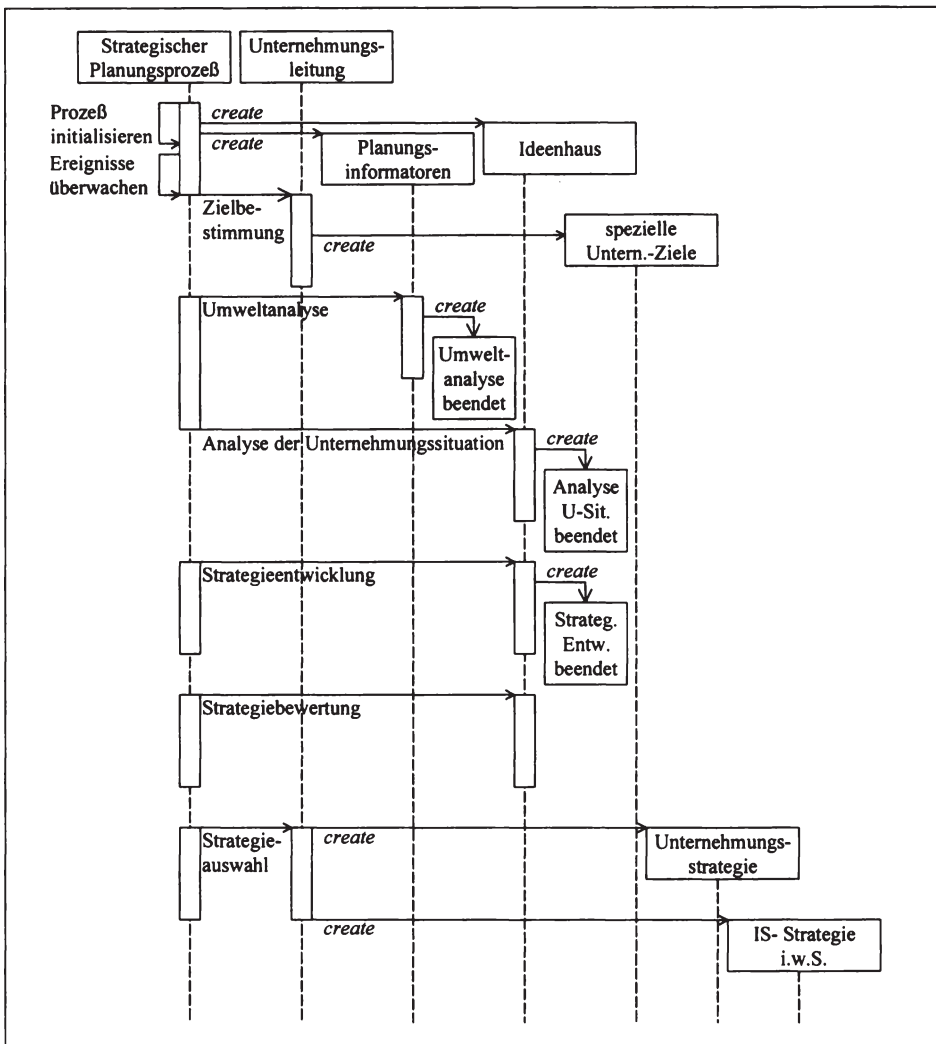 Strategischer
Planungsprozeß
Unternehmungs-
leitung
Prozeß
initialisieren
create
create
Planungs-
informatoren
Ideenhaus
Ereignisse
überwachen
Zielbe-
stimmung
create
spezielle
Untern.-Ziele
Umweltanalyse
create
Umwelt-
analyse
beendet
Analyse der Unternehmungssituation
create
Analyse
U-Sit.
beendet
Strategieentwicklung
create
Strateg.
Entw.
beendet
Strategiebewertung
Strategie-
auswahl
create
Unternehmungs-
strategie
create
IS- Strategie
i.w.S.